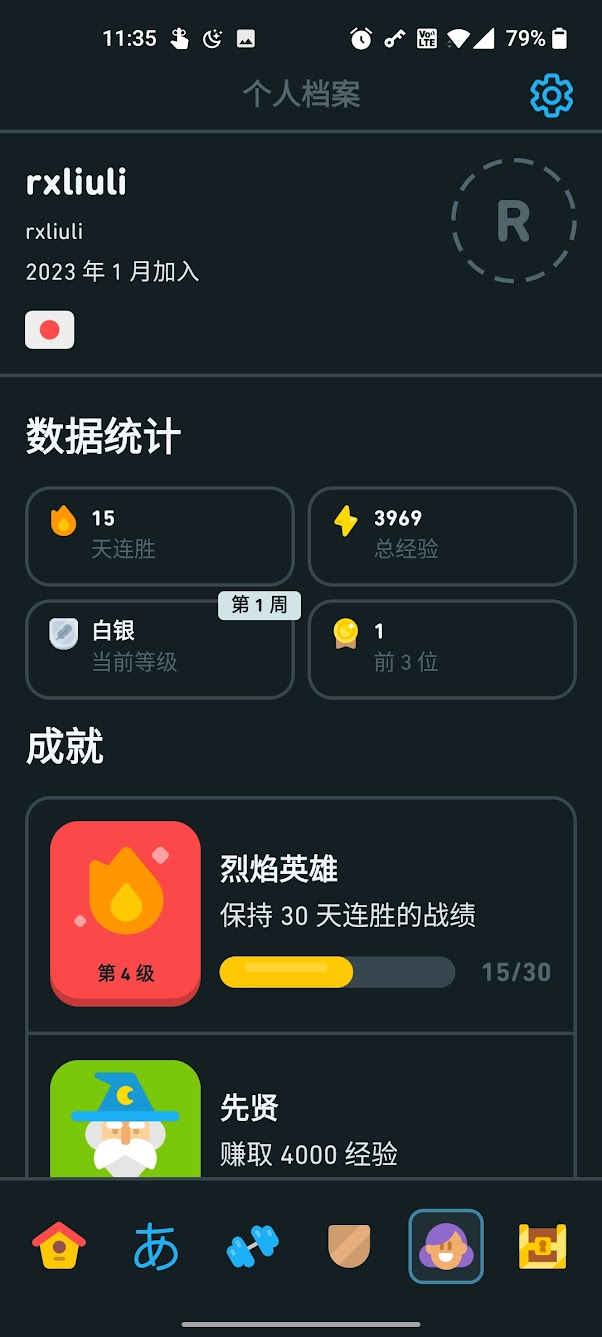 11:35
Vo LTE
79%
个人档案
rxliuli
rxliuli
2023 年 1 月加入
R
数据统计
15
天连胜
3969
总经验
第 1 周
白银
当前等级
1
前 3 位
成就
烈焰英雄
保持 30 天连胜的战绩
第 4 级
15/30
先贤
赚取 4000 经验
あ